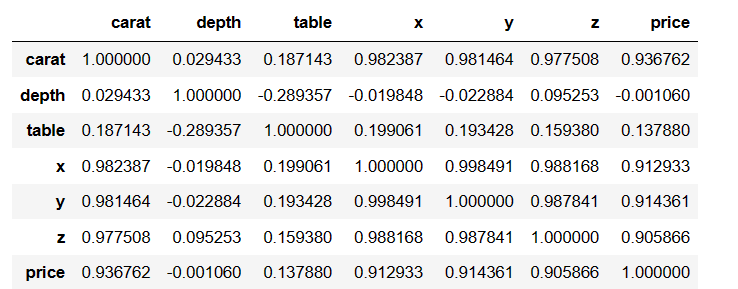 carat depth table x y z price
carat 1.000000 0.029433 0.187143 0.982387 0.981464 0.977508 0.936762
depth 0.029433 1.000000 -0.289357 -0.019848 -0.022884 0.095253 -0.001060
table 0.187143 -0.289357 1.000000 0.199061 0.193428 0.159380 0.137880
x 0.982387 -0.019848 0.199061 1.000000 0.998491 0.988168 0.912933
y 0.981464 -0.022884 0.193428 0.998491 1.000000 0.987841 0.914361
z 0.977508 0.095253 0.159380 0.988168 0.987841 1.000000 0.905866
price 0.936762 -0.001060 0.137880 0.912933 0.914361 0.905866 1.000000